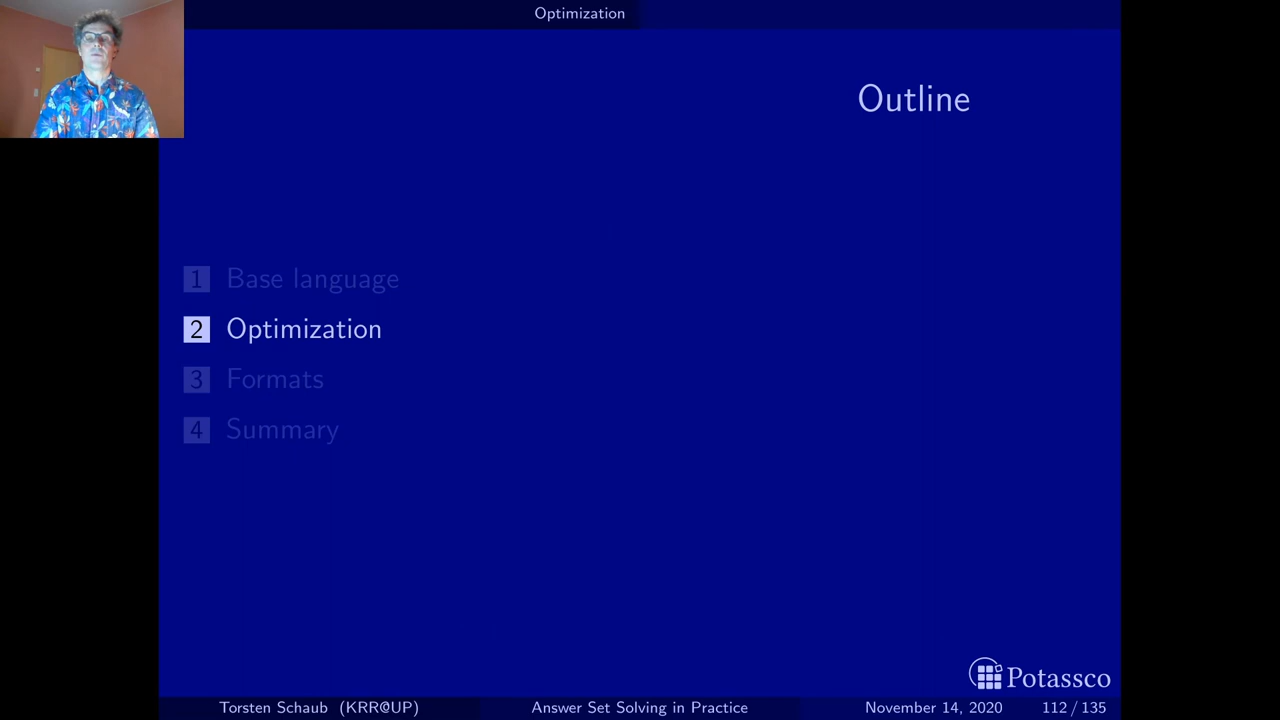 Optimization
Outline
1 Base language
2 Optimization
3 Formats
4 Summary
Potassco
Torsten Schaub (KRR@UP) Answer Set Solving in Practice November 14, 2020 112 / 135